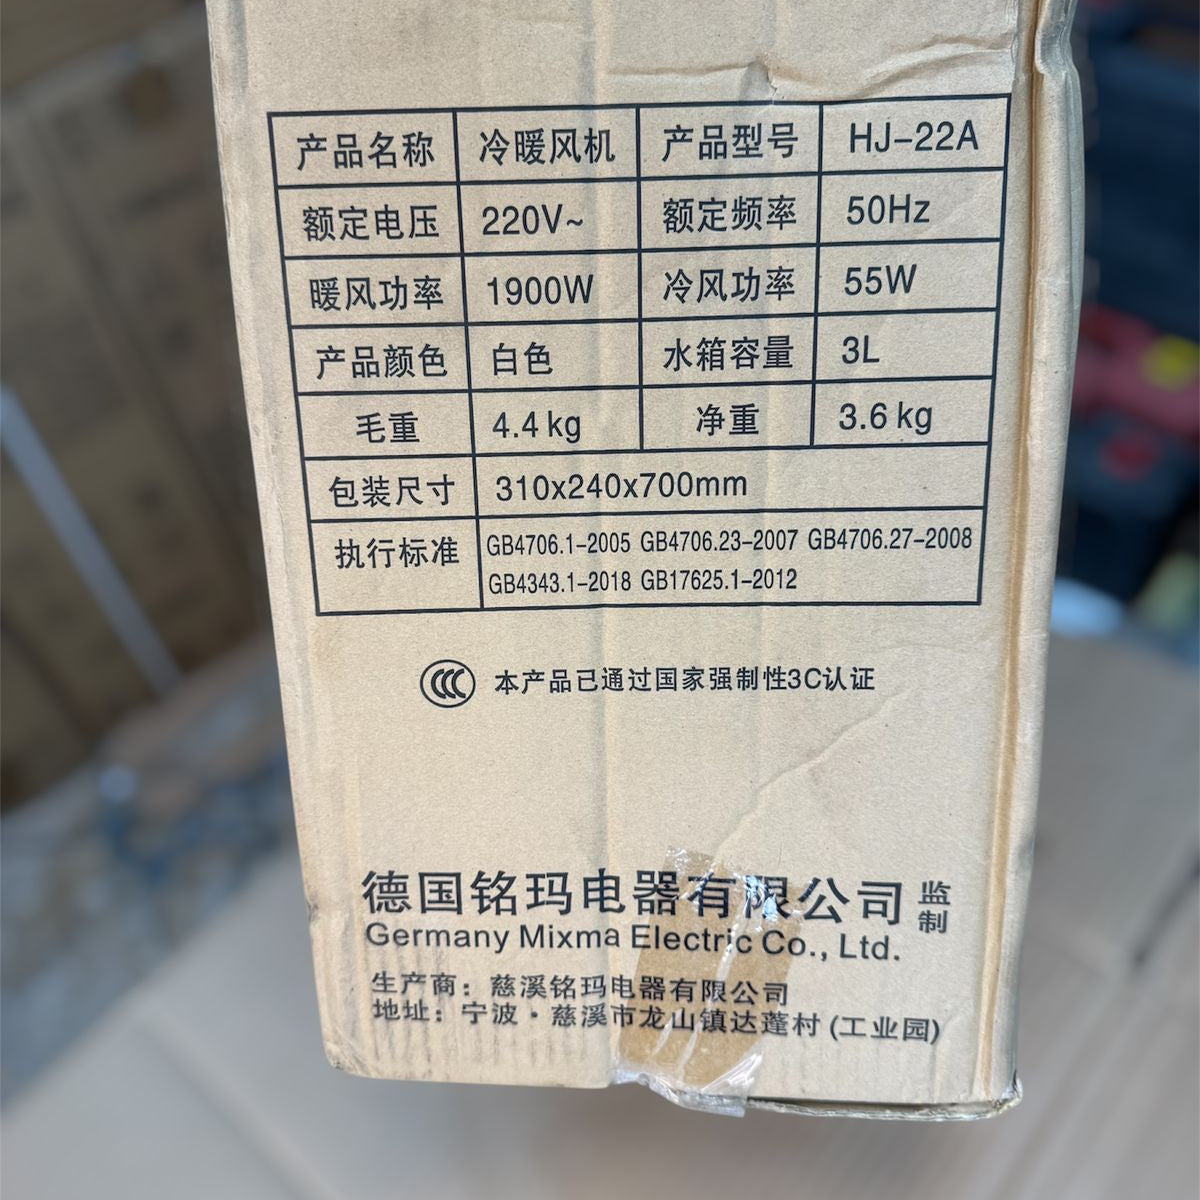 产品名称 冷暖风机 产品型号 HJ-22A
额定电压 220V~ 额定频率 50Hz
暖风功率 1900W 冷风功率 55W
产品颜色 白色 水箱容量 3L
毛重 4.4kg 净重 3.6kg
包装尺寸 310x240x700mm
执行标准 GB4706.1-2005 GB4706.23-2007 GB4706.27-2008
GB4343.1-2018 GB17625.1-2012
CCC 本产品已通过国家强制性3C认证
德国铭玛电器有限公司 监制
Germany Mixma Electric Co., Ltd.
生产商：慈溪铭玛电器有限公司
地址：宁波·慈溪市龙山镇达蓬村(工业园)